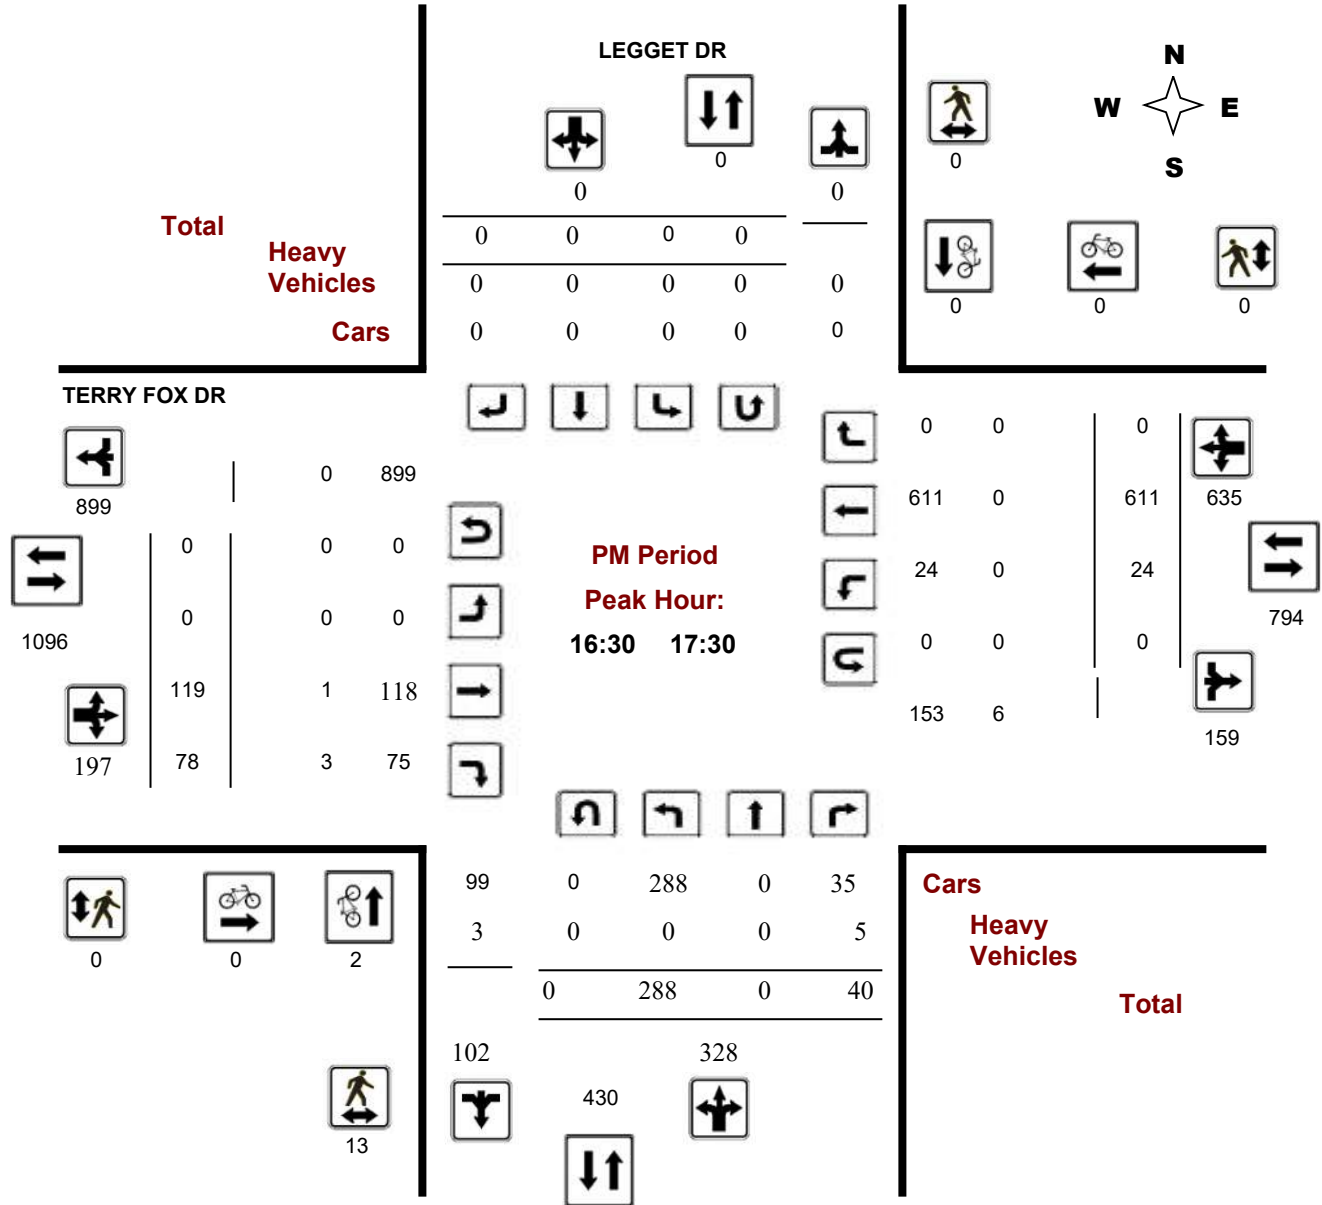 LEGGET DR
N
W E
S
0
0
0 0
Total
0 0 0 0
Heavy
Vehicles
0 0 0 0 0
0 0 0
Cars
0 0 0 0 0
TERRY FOX DR
0 0 0
0 899
899
611 0 611 635
0 0 0
PM Period
24 0 24
Peak Hour:
0 0 0
794
1096
16:30 17:30
0 0 0
119 1 118
153 6
159
197 78 3 75
99 0 288 0 35
Cars
3 0 0 0 5
Heavy
Vehicles
0 0 2
0 288 0 40
Total
102 328
430
13